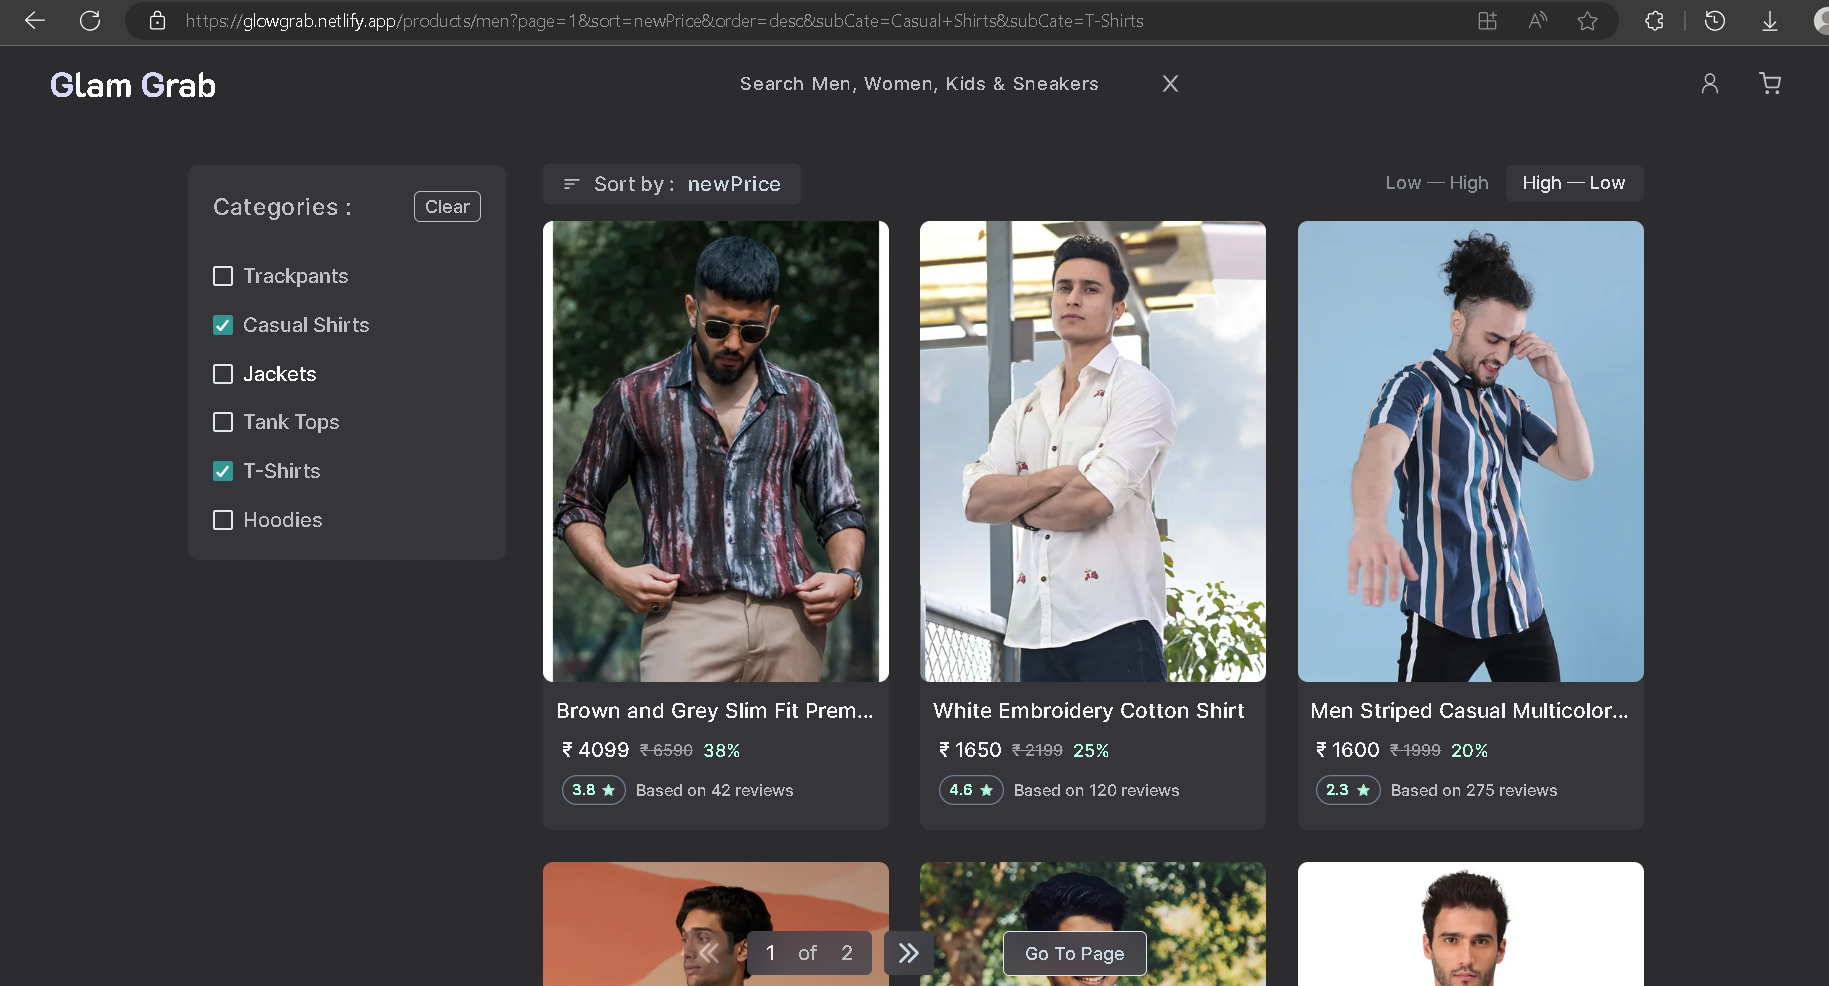 https://glowgrab.netlify.app/products/men?page=1&sort=newPrice&order=desc&subCate=Casual+Shirts&subCate=T-Shirts
Glam Grab
Search Men, Women, Kids & Sneakers
Categories :
Clear
Trackpants
Casual Shirts
Jackets
Tank Tops
T-Shirts
Hoodies
Sort by : newPrice
Low — High
High — Low
Brown and Grey Slim Fit Prem...
₹ 4099 ₹ 6590 38%
3.8 ★ Based on 42 reviews
White Embroidery Cotton Shirt
₹ 1650 ₹ 2199 25%
4.6 ★ Based on 120 reviews
Men Striped Casual Multicolor...
₹ 1600 ₹ 1999 20%
2.3 ★ Based on 275 reviews
1 of 2
Go To Page